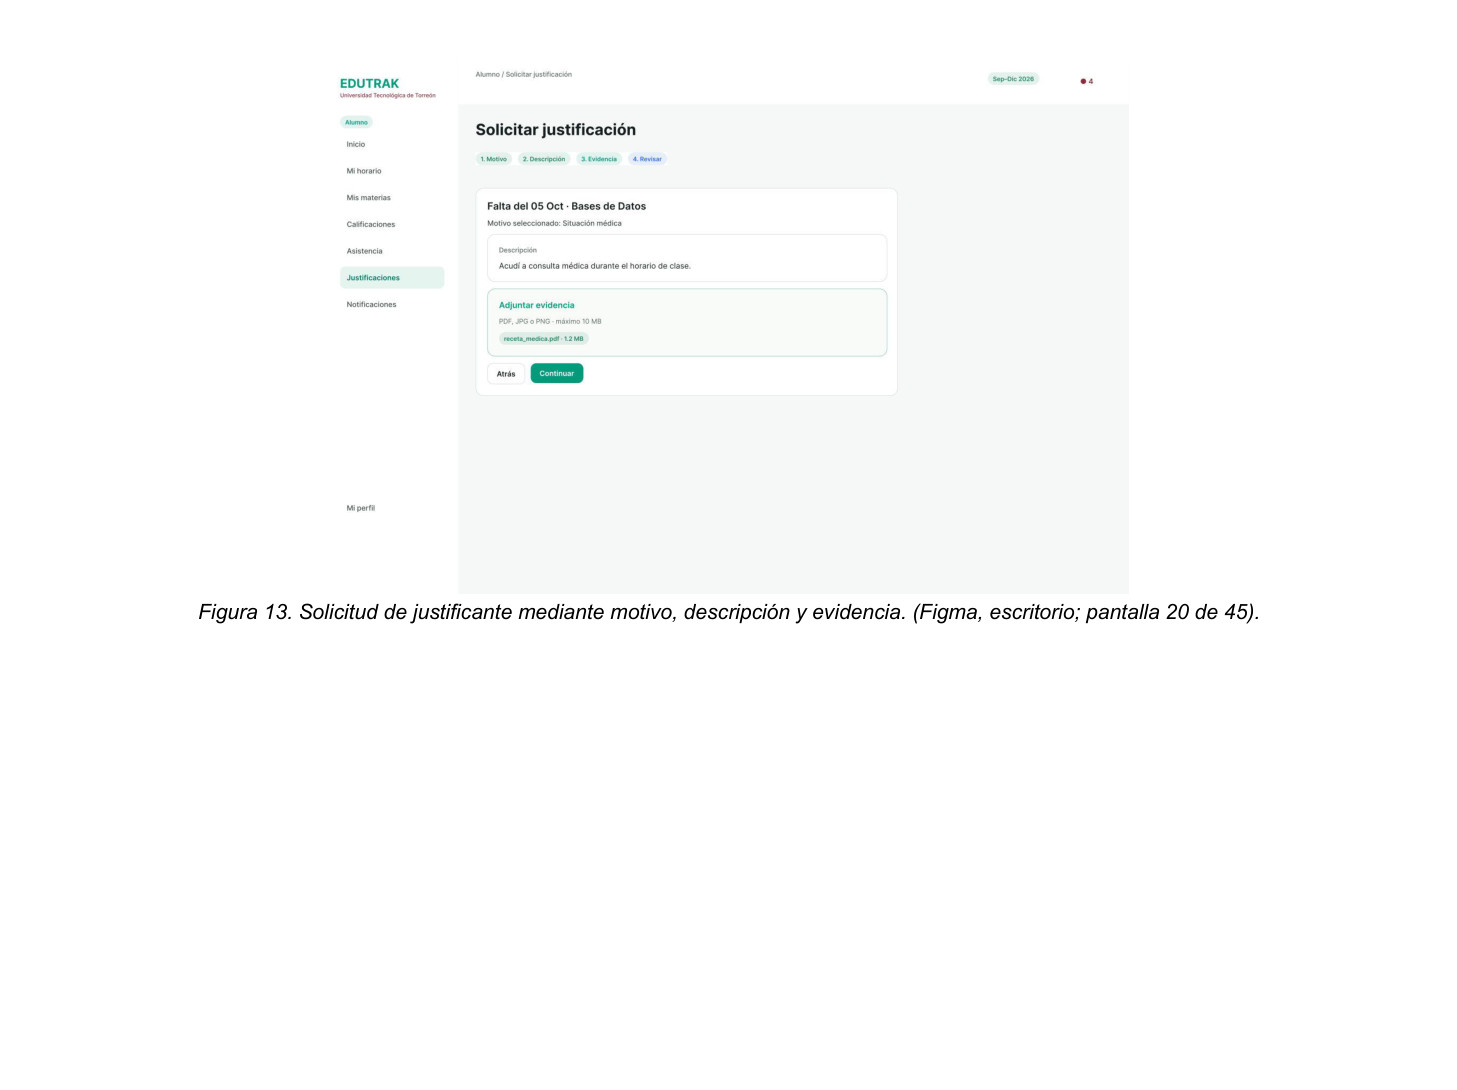 EDUTRAK
Universidad Tecnológica de Torreón
Alumno
Inicio
Mi horario
Mis materias
Calificaciones
Asistencia
Justificaciones
Notificaciones
Mi perfil
Alumno / Solicitar justificación
Sep-Dic 2026
4
Solicitar justificación
1. Motivo 2. Descripción 3. Evidencia 4. Revisar
Falta del 05 Oct · Bases de Datos
Motivo seleccionado: Situación médica
Descripción
Acudí a consulta médica durante el horario de clase.
Adjuntar evidencia
PDF, JPG o PNG · máximo 10 MB
receta_medica.pdf · 1.2 MB
Atrás Continuar
Figura 13. Solicitud de justificante mediante motivo, descripción y evidencia. (Figma, escritorio; pantalla 20 de 45).